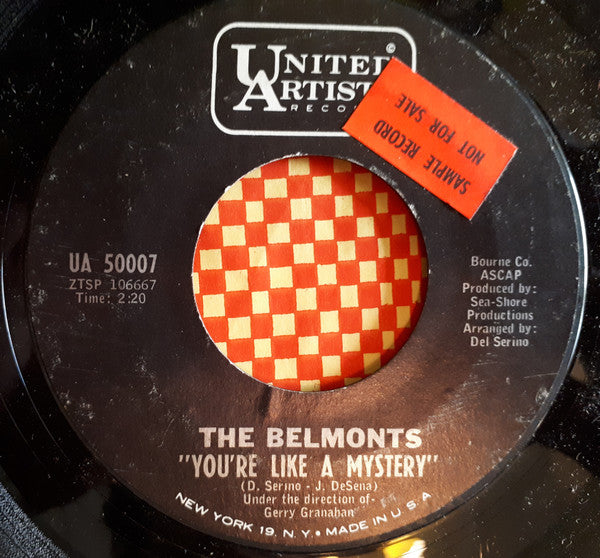 UNITED
ARTISTS
RECORDS
©
SAMPLE RECORD
NOT FOR SALE
UA 50007
ZTSP 106667
Time: 2:20
Bourne Co.
ASCAP
Produced by:
Sea-Shore
Productions
Arranged by:
Del Serino
THE BELMONTS
"YOU'RE LIKE A MYSTERY"
(D. Serino - J. DeSena)
Under the direction of-
Gerry Granahan
NEW YORK 19, N.Y. • MADE IN U.S.A